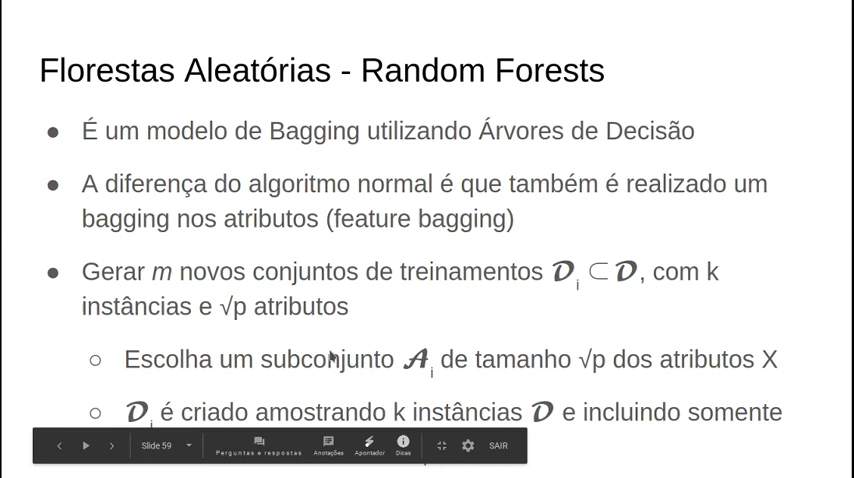 Florestas Aleatórias - Random Forests
● É um modelo de Bagging utilizando Árvores de Decisão
● A diferença do algoritmo normal é que também é realizado um
bagging nos atributos (feature bagging)
● Gerar m novos conjuntos de treinamentos 𝓓i ⊂ 𝓓, com k
instâncias e √p atributos
○ Escolha um subconjunto 𝓐i de tamanho √p dos atributos X
○ 𝓓i é criado amostrando k instâncias 𝓓 e incluindo somente
Slide 59
Perguntas e respostas
Anotações
Apontador
Dicas
SAIR